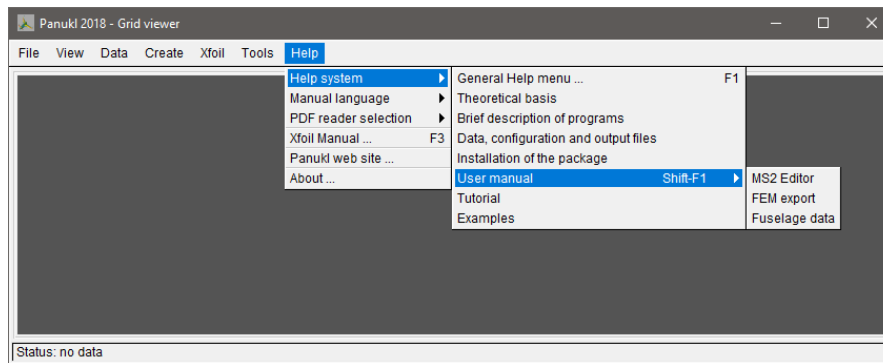 Panukl 2018 - Grid viewer
File View Data Create Xfoil Tools Help
Help system
Manual language
PDF reader selection
Xfoil Manual ... F3
Panukl web site ...
About ...
General Help menu ... F1
Theoretical basis
Brief description of programs
Data, configuration and output files
Installation of the package
User manual Shift-F1
Tutorial
Examples
MS2 Editor
FEM export
Fuselage data
Status: no data